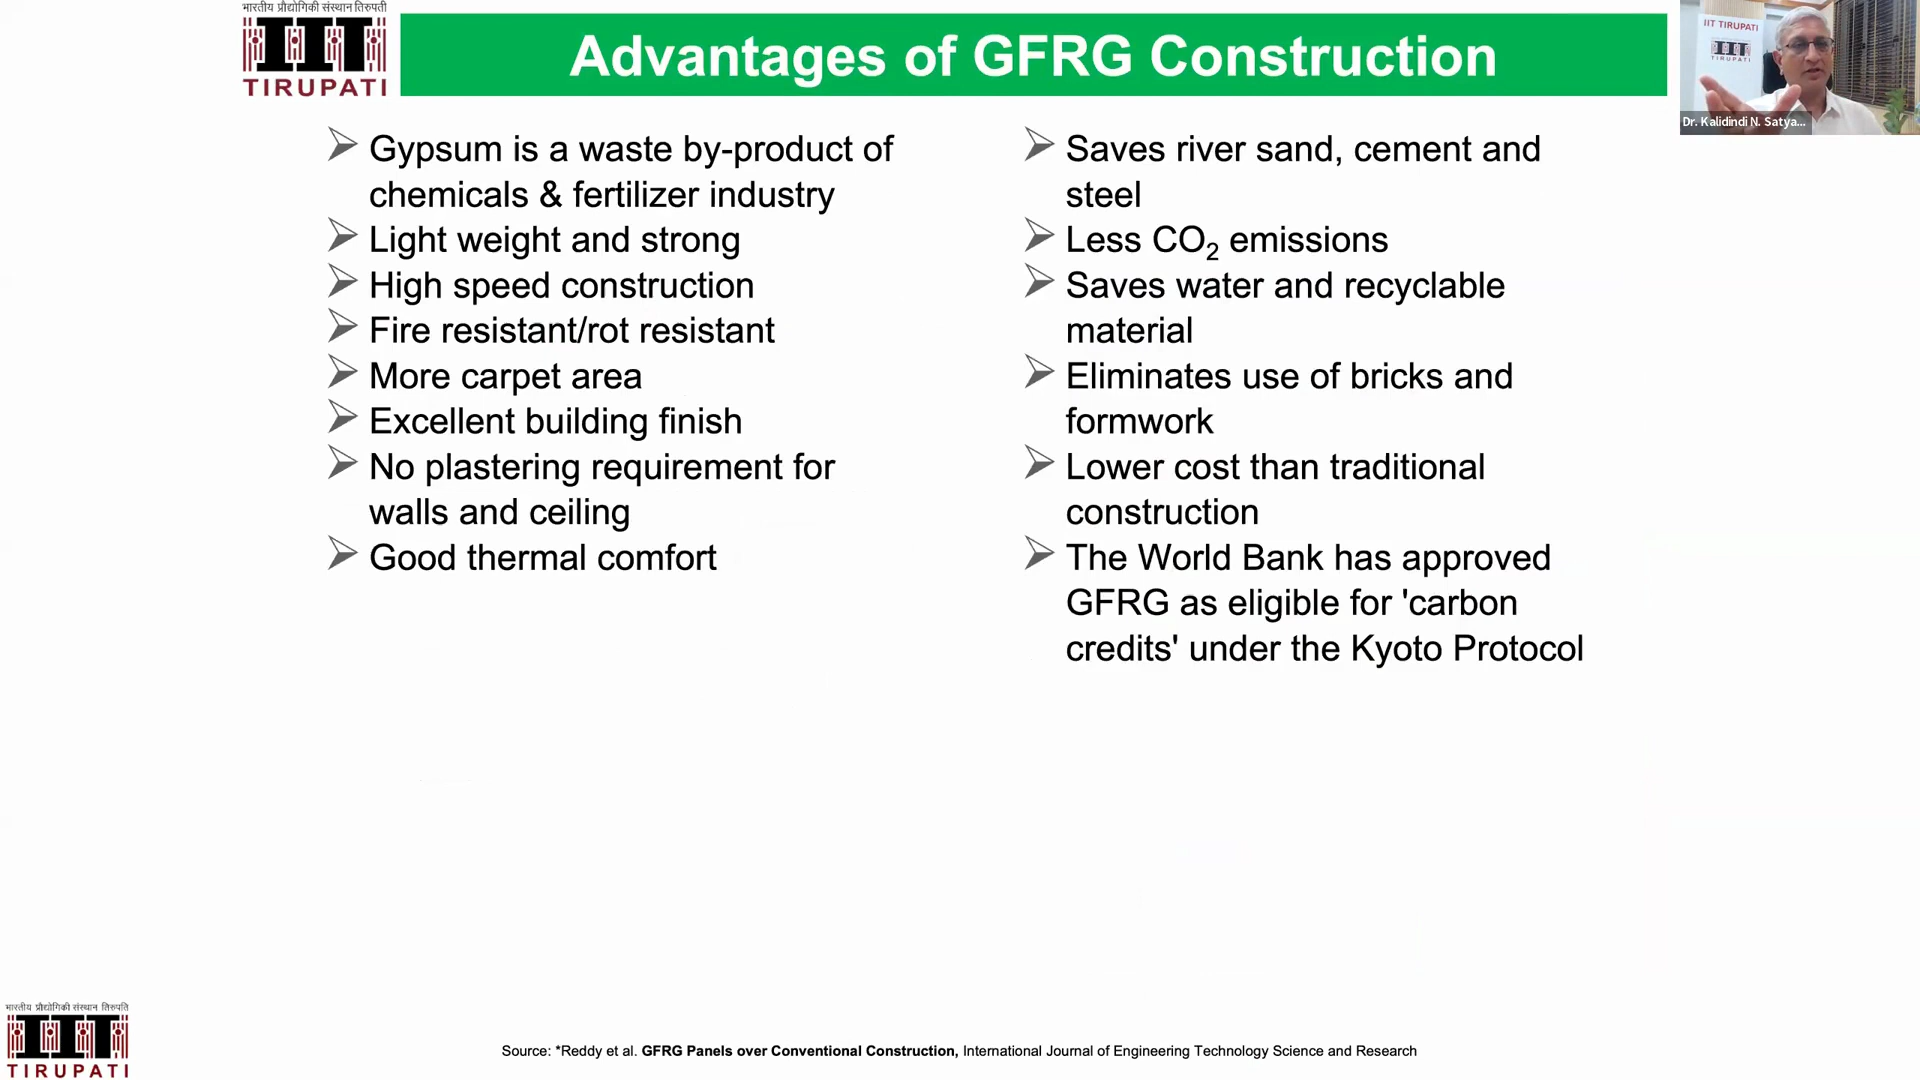 भारतीय प्रौद्योगिकी संस्थान तिरुपती
TIRUPATI
Advantages of GFRG Construction
IIT TIRUPATI
TIRUPATI
Dr. Kalidindi N. Satya...
Gypsum is a waste by-product of
chemicals & fertilizer industry
Light weight and strong
High speed construction
Fire resistant/rot resistant
More carpet area
Excellent building finish
No plastering requirement for
walls and ceiling
Good thermal comfort
Saves river sand, cement and
steel
Less CO₂ emissions
Saves water and recyclable
material
Eliminates use of bricks and
formwork
Lower cost than traditional
construction
The World Bank has approved
GFRG as eligible for 'carbon
credits' under the Kyoto Protocol
भारतीय प्रौद्योगिकी संस्थान तिरुपति
TIRUPATI
Source: *Reddy et al. GFRG Panels over Conventional Construction, International Journal of Engineering Technology Science and Research